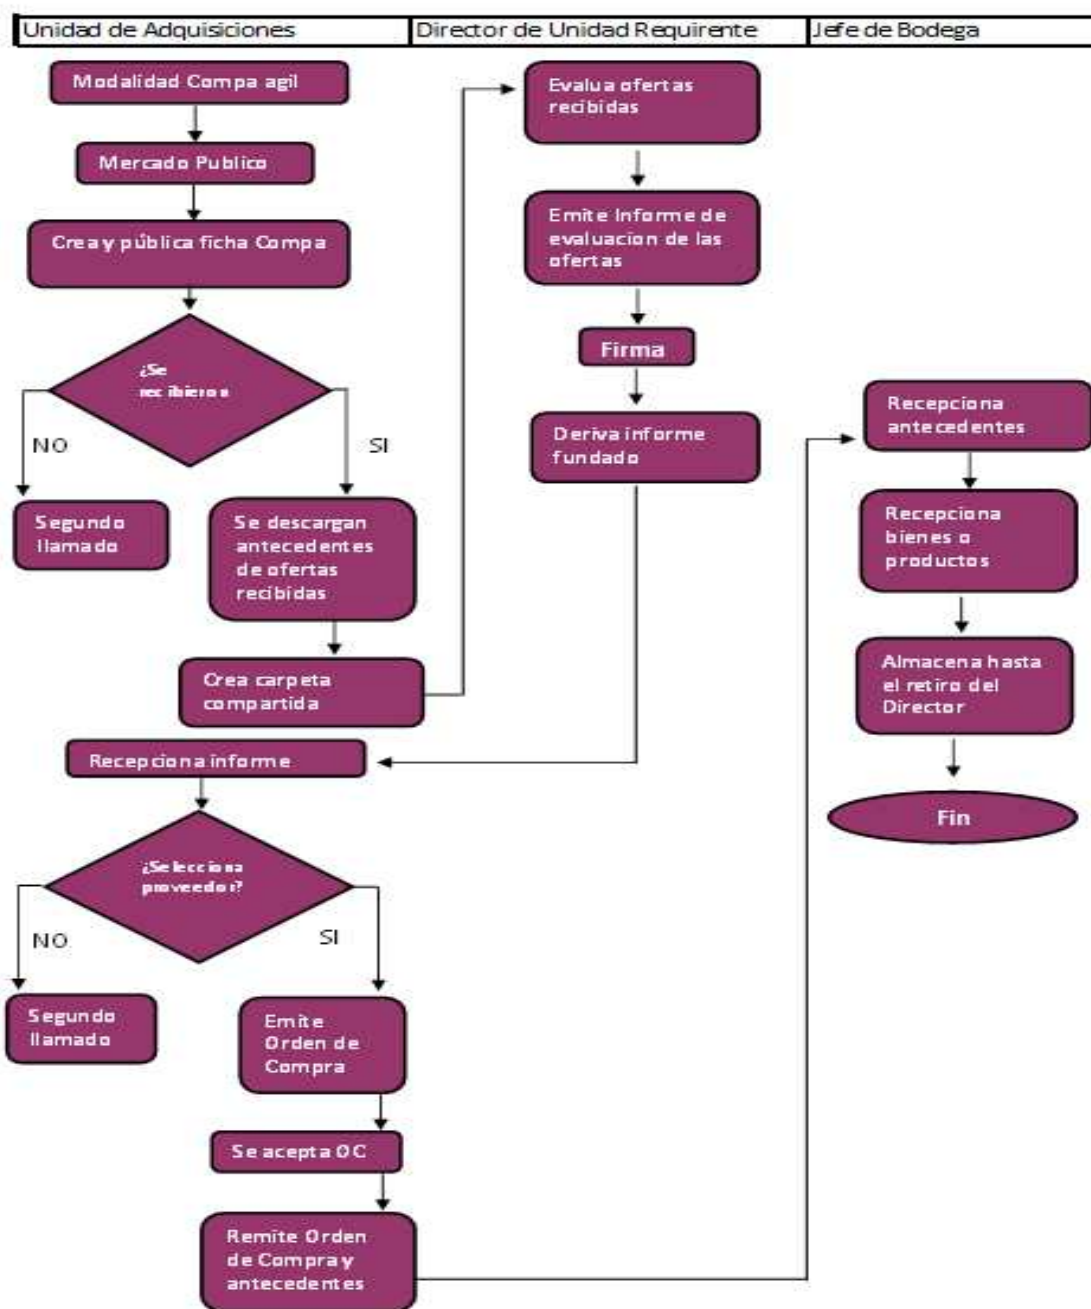 Unidad de Adquisiciones
Director de Unidad Requirente
Jefe de Bodega
Modalidad Compa agil
Mercado Publico
Crea y pública ficha Compa
¿Se
recibieron
NO
SI
Segundo
llamado
Se descargan
antecedentes
de ofertas
recibidas
Crea carpeta
compartida
Evalua ofertas
recibidas
Emite Informe de
evaluacion de las
ofertas
Firma
Deriva informe
fundado
Recepciona informe
¿Selecciona
proveedor?
NO
SI
Segundo
llamado
Emite
Orden de
Compra
Se acepta OC
Remite Orden
de Compra y
antecedentes
Recepciona
antecedentes
Recepciona
bienes o
productos
Almacena hasta
el retiro del
Director
Fin